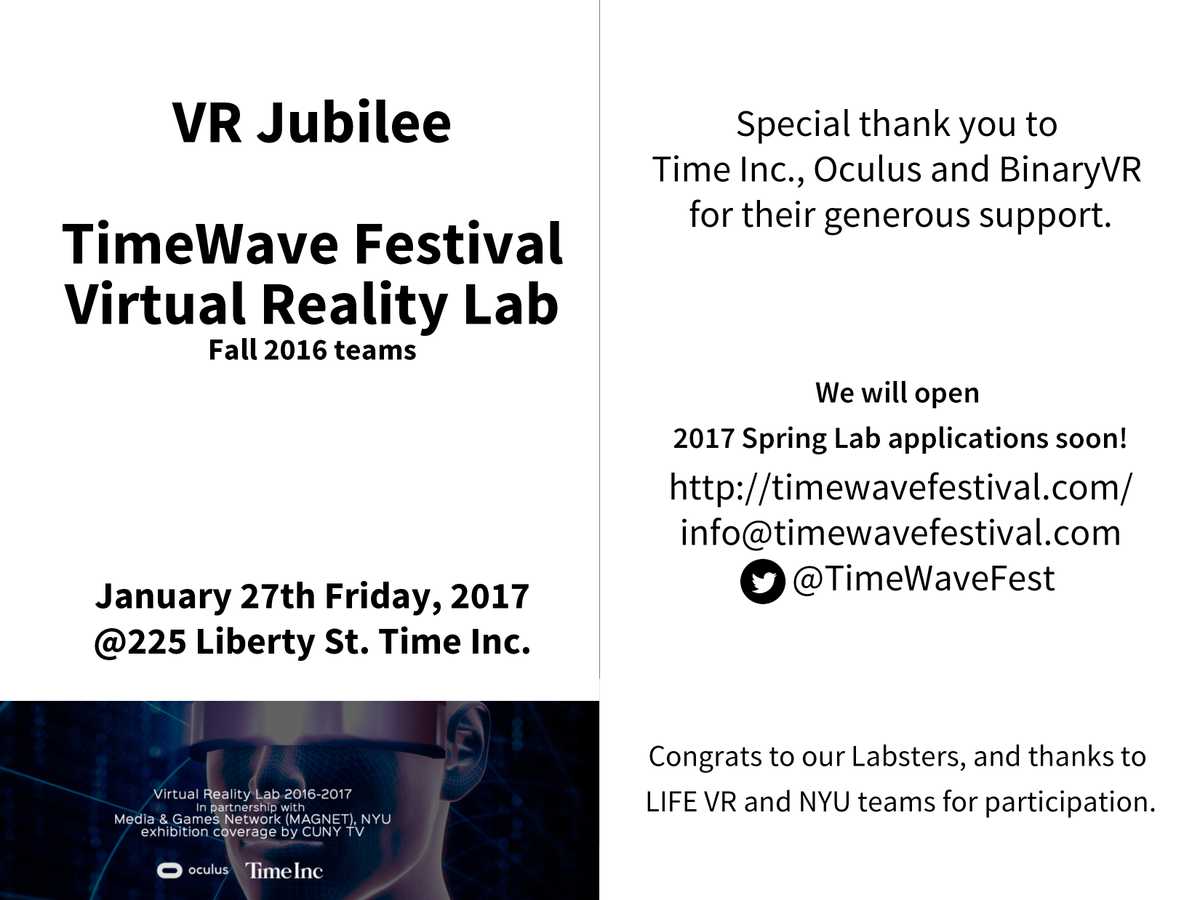 VR Jubilee
TimeWave Festival
Virtual Reality Lab
Fall 2016 teams
January 27th Friday, 2017
@225 Liberty St. Time Inc.
Virtual Reality Lab 2016-2017
In partnership with
Media & Games Network (MAGNET), NYU
exhibition coverage by CUNY TV
oculus TimeInc
Special thank you to
Time Inc., Oculus and BinaryVR
for their generous support.
We will open
2017 Spring Lab applications soon!
http://timewavefestival.com/
info@timewavefestival.com
@TimeWaveFest
Congrats to our Labsters, and thanks to
LIFE VR and NYU teams for participation.